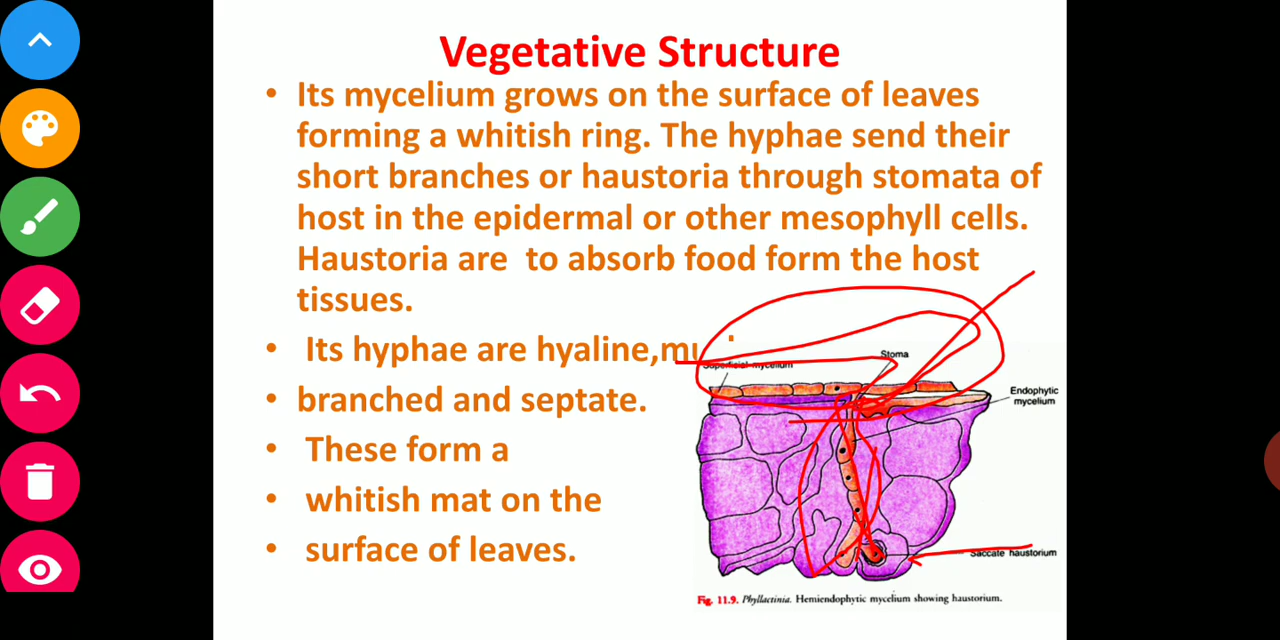 Vegetative Structure
• Its mycelium grows on the surface of leaves
forming a whitish ring. The hyphae send their
short branches or haustoria through stomata of
host in the epidermal or other mesophyll cells.
Haustoria are to absorb food form the host
tissues.
• Its hyphae are hyaline,
• branched and septate.
• These form a
• whitish mat on the
• surface of leaves.
Superficial mycelium
Stoma
Endophytic
mycelium
Saccate haustorium
Fig. 11.9. Phyllactinia. Hemiendophytic mycelium showing haustorium.